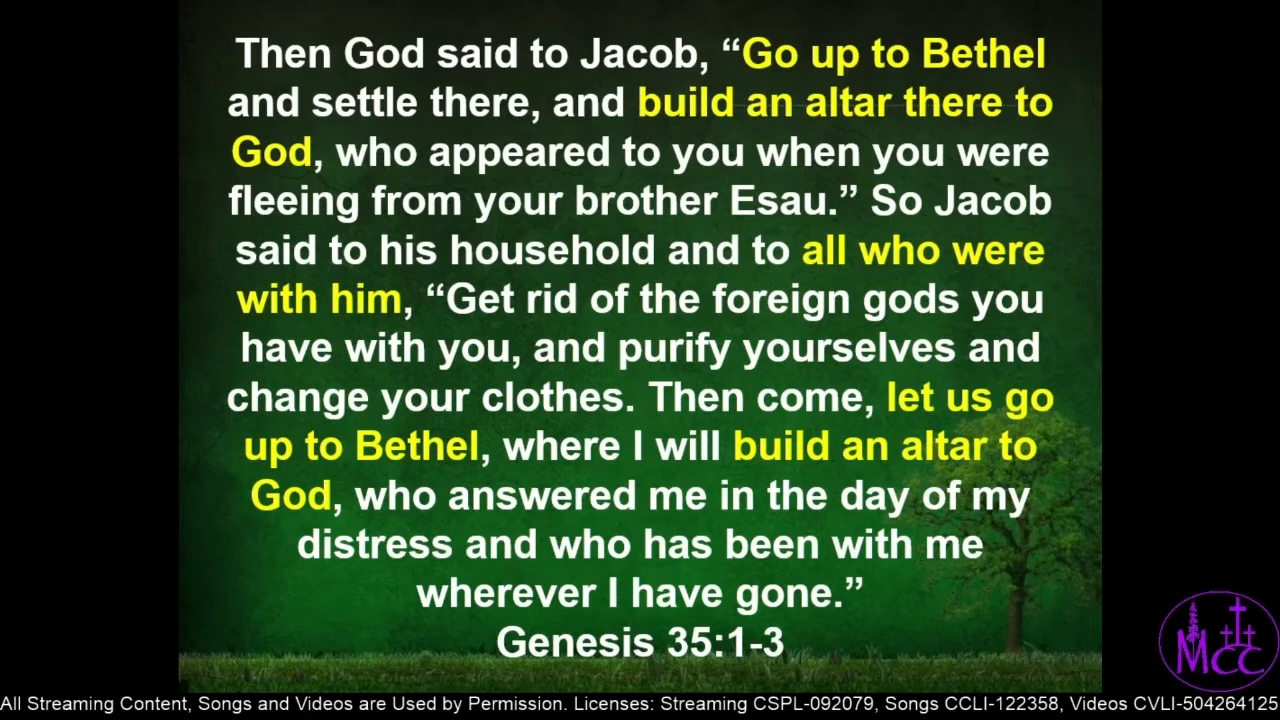 Then God said to Jacob, “Go up to Bethel
and settle there, and build an altar there to
God, who appeared to you when you were
fleeing from your brother Esau.” So Jacob
said to his household and to all who were
with him, “Get rid of the foreign gods you
have with you, and purify yourselves and
change your clothes. Then come, let us go
up to Bethel, where I will build an altar to
God, who answered me in the day of my
distress and who has been with me
wherever I have gone.”
Genesis 35:1-3
MCC
All Streaming Content, Songs and Videos are Used by Permission. Licenses: Streaming CSPL-092079, Songs CCLI-122358, Videos CVLI-504264125